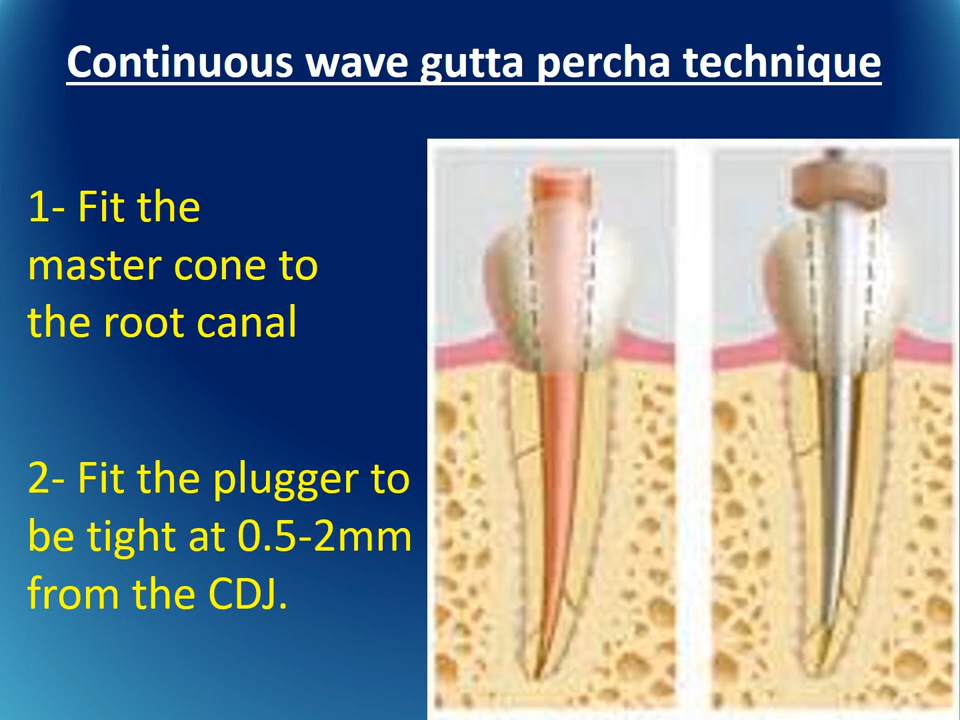 Continuous wave gutta percha technique
1- Fit the
master cone to
the root canal
2- Fit the plugger to
be tight at 0.5-2mm
from the CDJ.